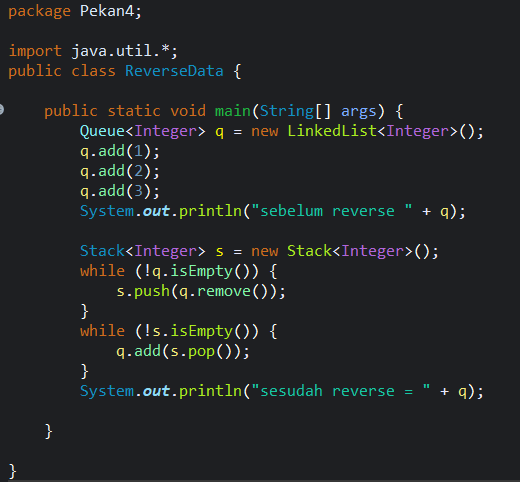 package Pekan4;
import java.util.*;
public class ReverseData {
public static void main(String[] args) {
Queue<Integer> q = new LinkedList<Integer>();
q.add(1);
q.add(2);
q.add(3);
System.out.println("sebelum reverse " + q);
Stack<Integer> s = new Stack<Integer>();
while (!q.isEmpty()) {
s.push(q.remove());
}
while (!s.isEmpty()) {
q.add(s.pop());
}
System.out.println("sesudah reverse = " + q);
}
}